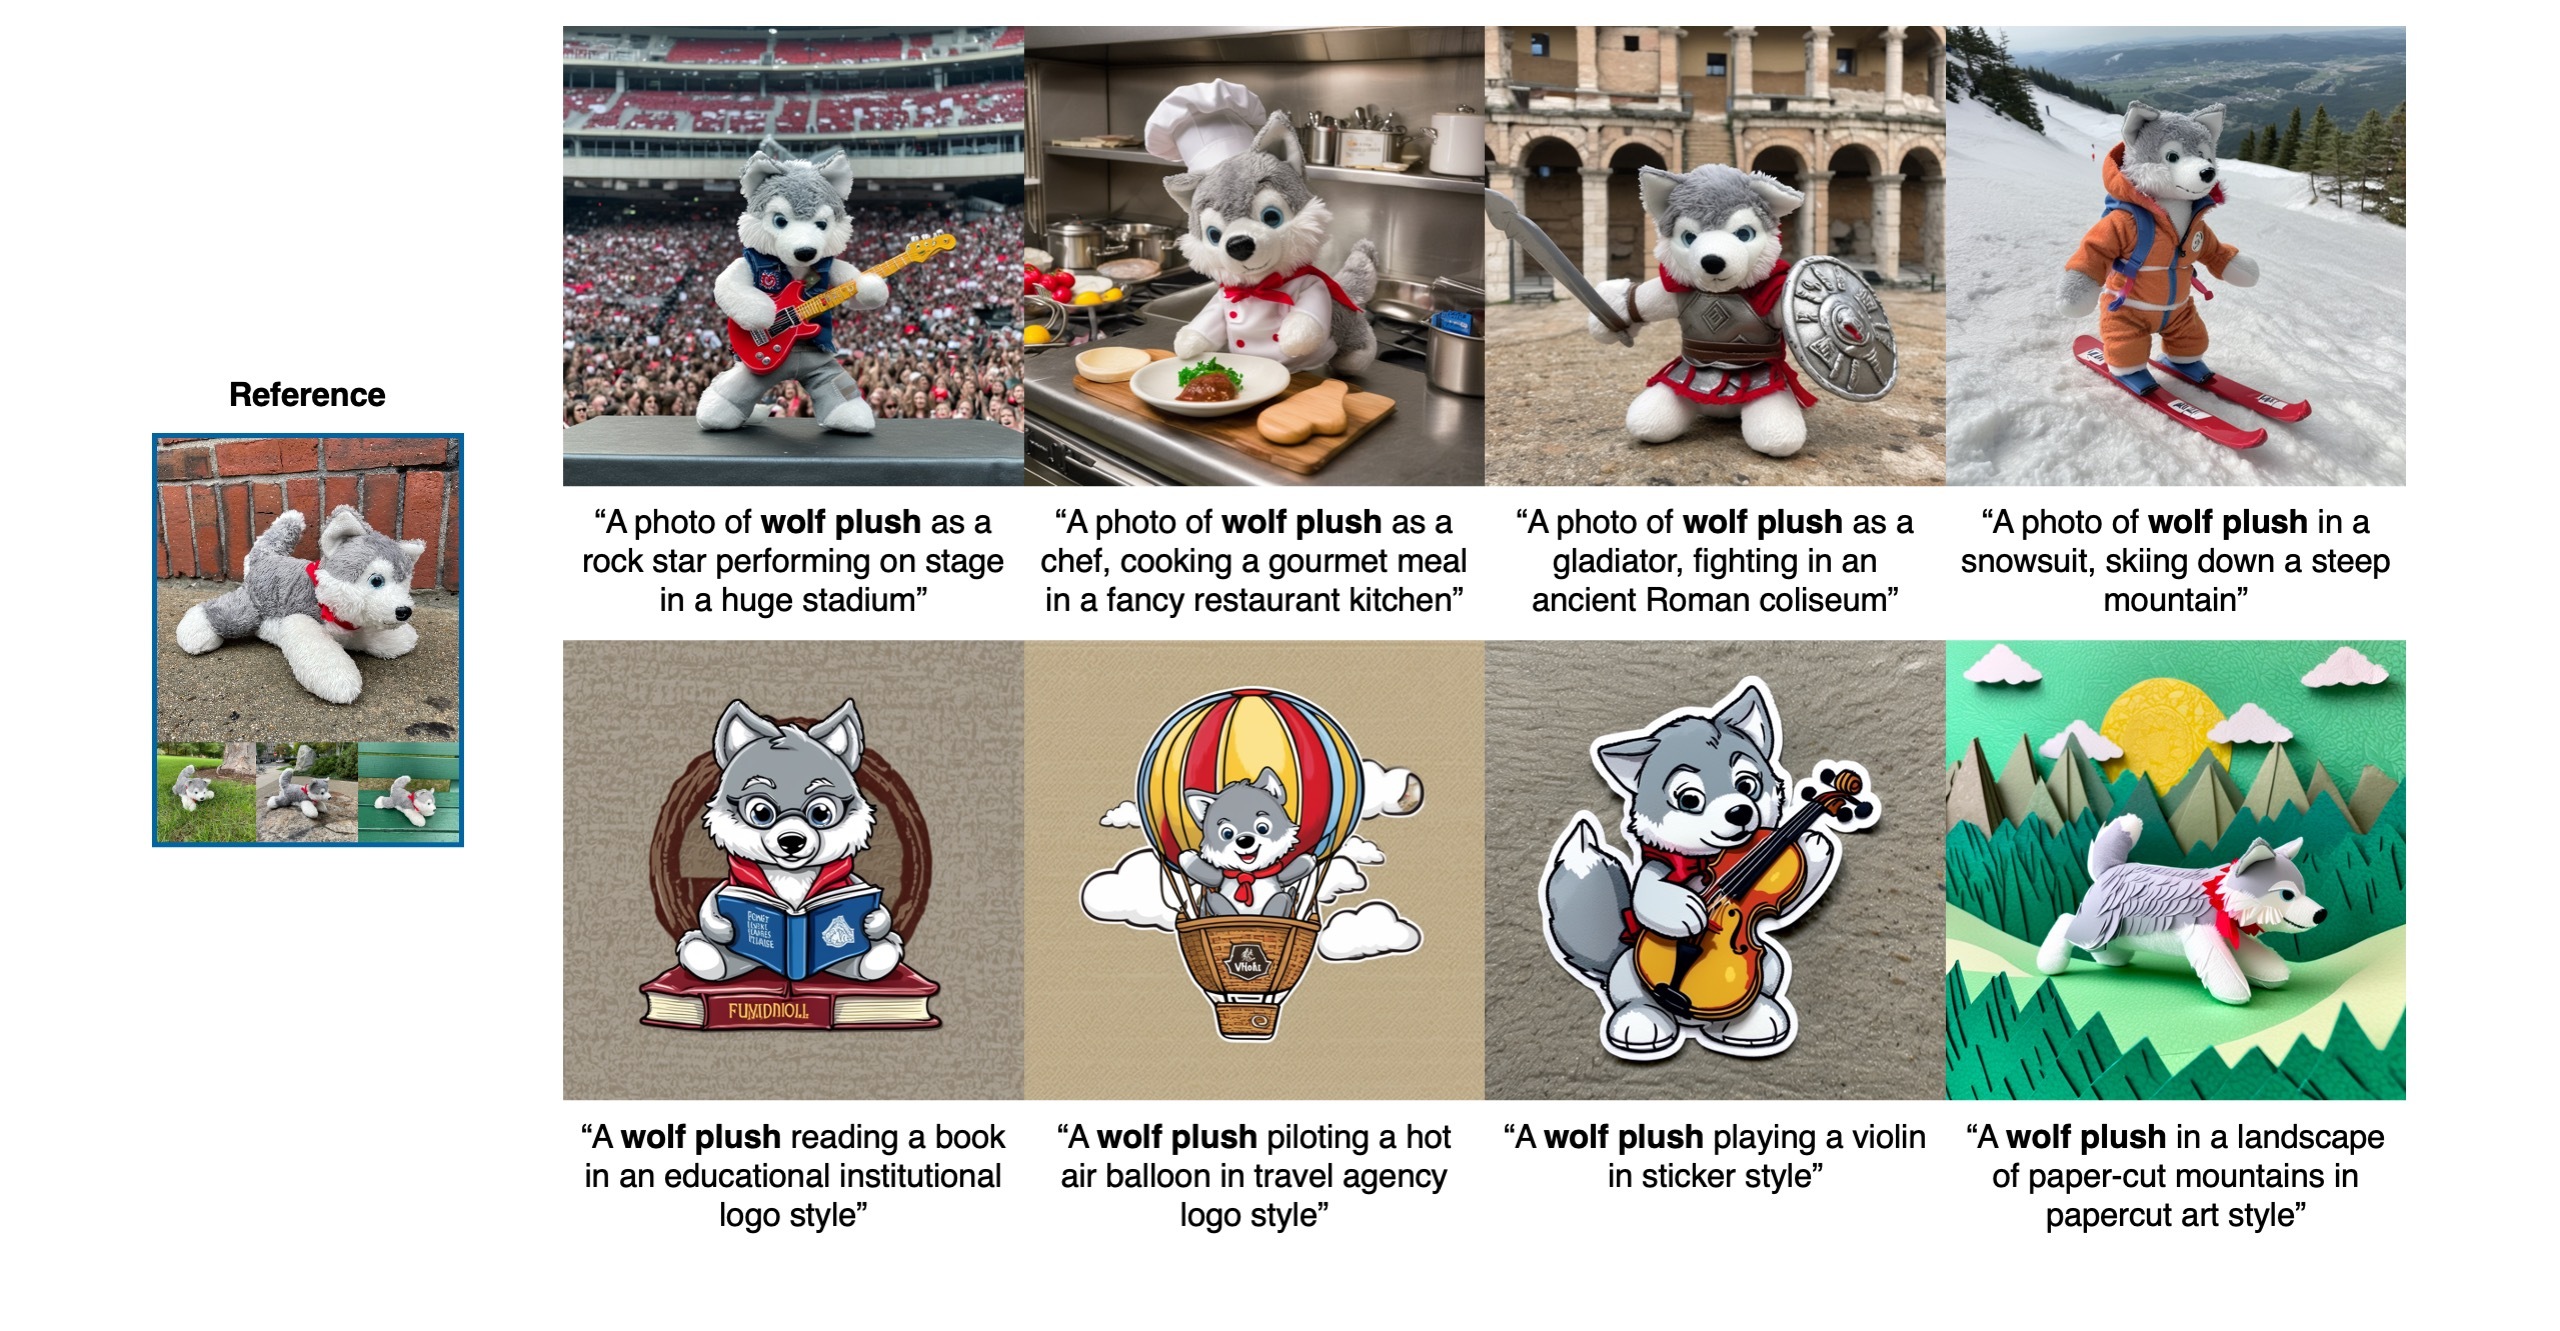 Reference
“A photo of wolf plush as a
rock star performing on stage
in a huge stadium”
“A photo of wolf plush as a
chef, cooking a gourmet meal
in a fancy restaurant kitchen”
“A photo of wolf plush as a
gladiator, fighting in an
ancient Roman coliseum”
“A photo of wolf plush in a
snowsuit, skiing down a steep
mountain”
FUVIDNIOLL
“A wolf plush reading a book
in an educational institutional
logo style”
“A wolf plush piloting a hot
air balloon in travel agency
logo style”
“A wolf plush playing a violin
in sticker style”
“A wolf plush in a landscape
of paper-cut mountains in
papercut art style”